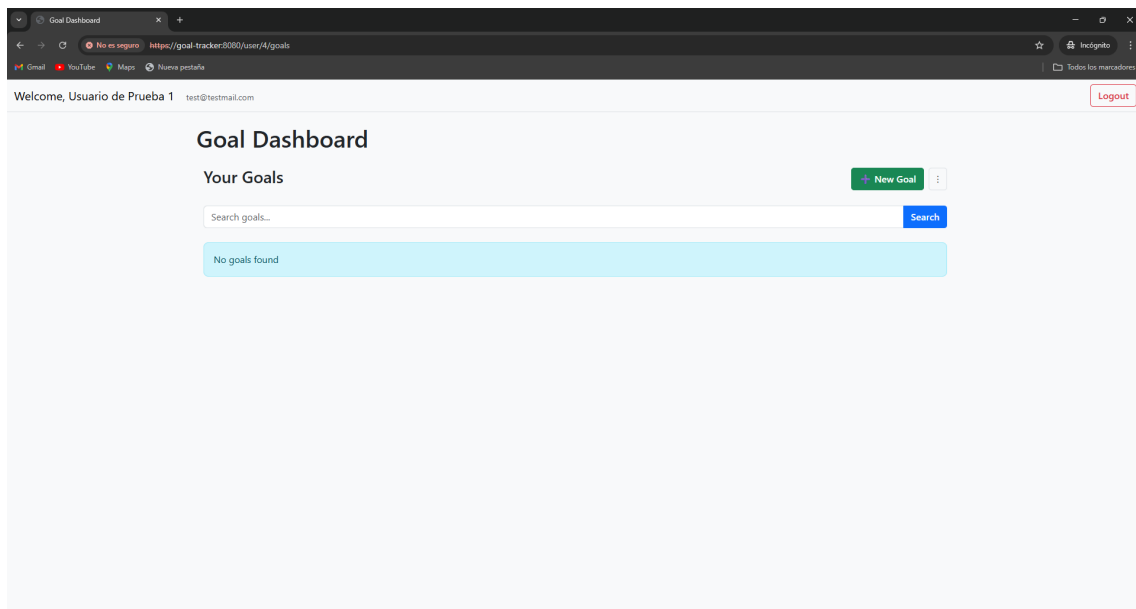 Goal Dashboard
No es seguro https://goal-tracker:8080/user/4/goals Incógnito
Gmail YouTube Maps Nueva pestaña Todos los marcadores
Welcome, Usuario de Prueba 1 test@testmail.com Logout
Goal Dashboard
Your Goals New Goal
Search goals... Search
No goals found